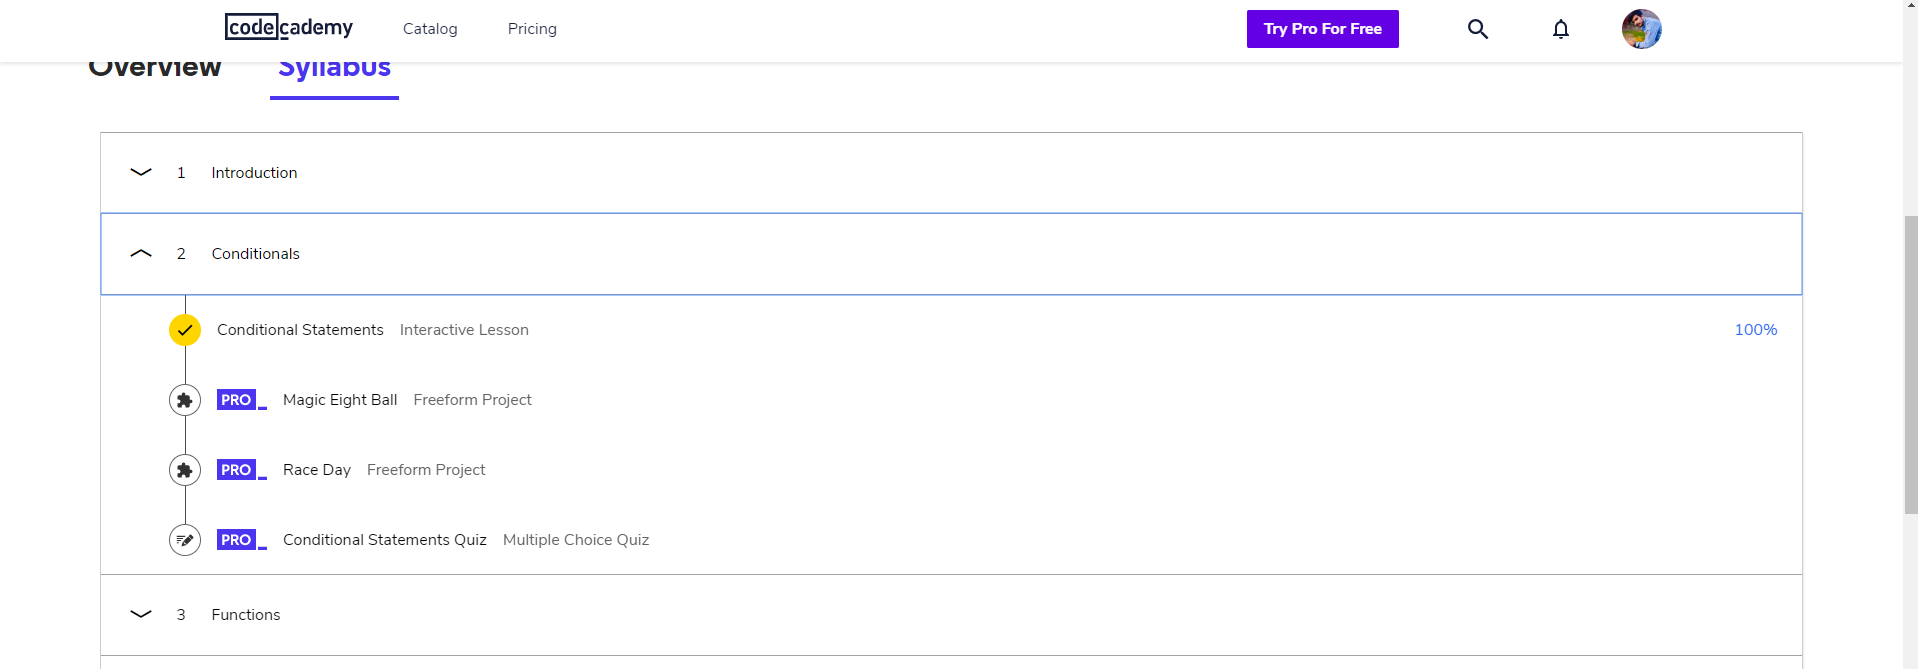 codecademy Catalog Pricing Try Pro For Free
Overview Syllabus
1 Introduction
2 Conditionals
Conditional Statements Interactive Lesson 100%
PRO Magic Eight Ball Freeform Project
PRO Race Day Freeform Project
PRO Conditional Statements Quiz Multiple Choice Quiz
3 Functions